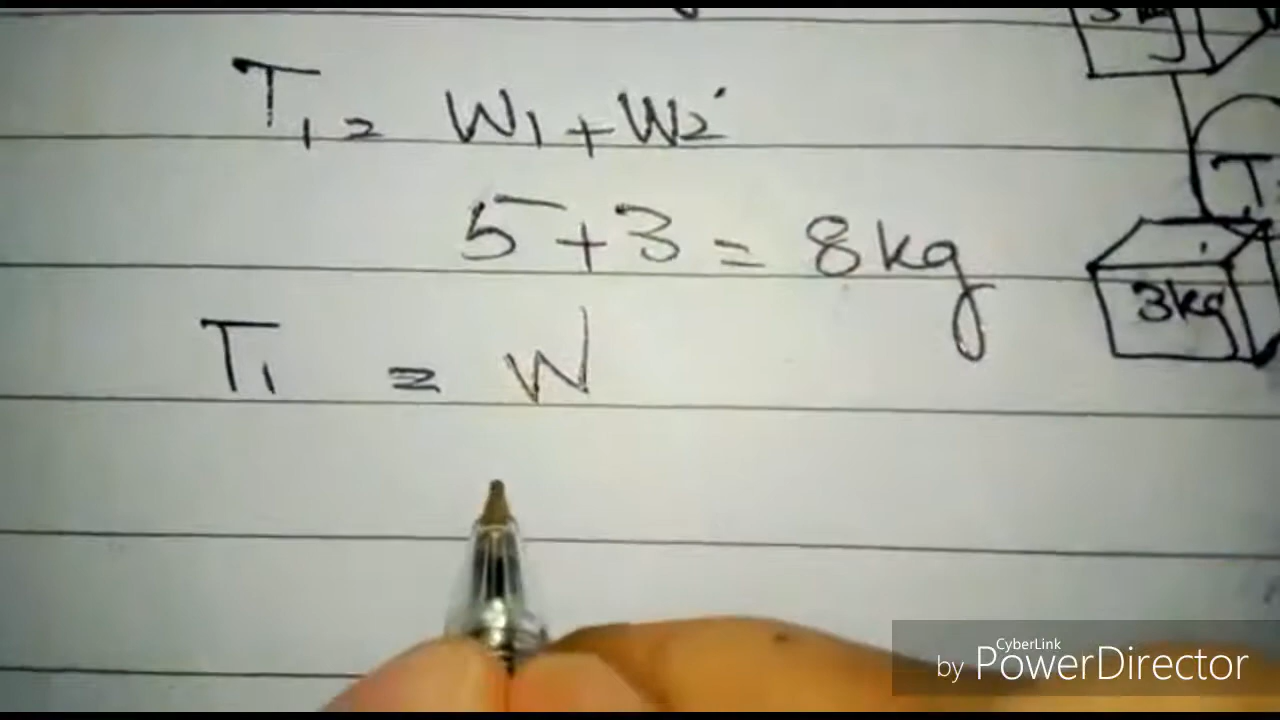 T1 = W1 + W2
5 + 3 = 8 kg
T1 = W
T
3kg
CyberLink
by PowerDirector